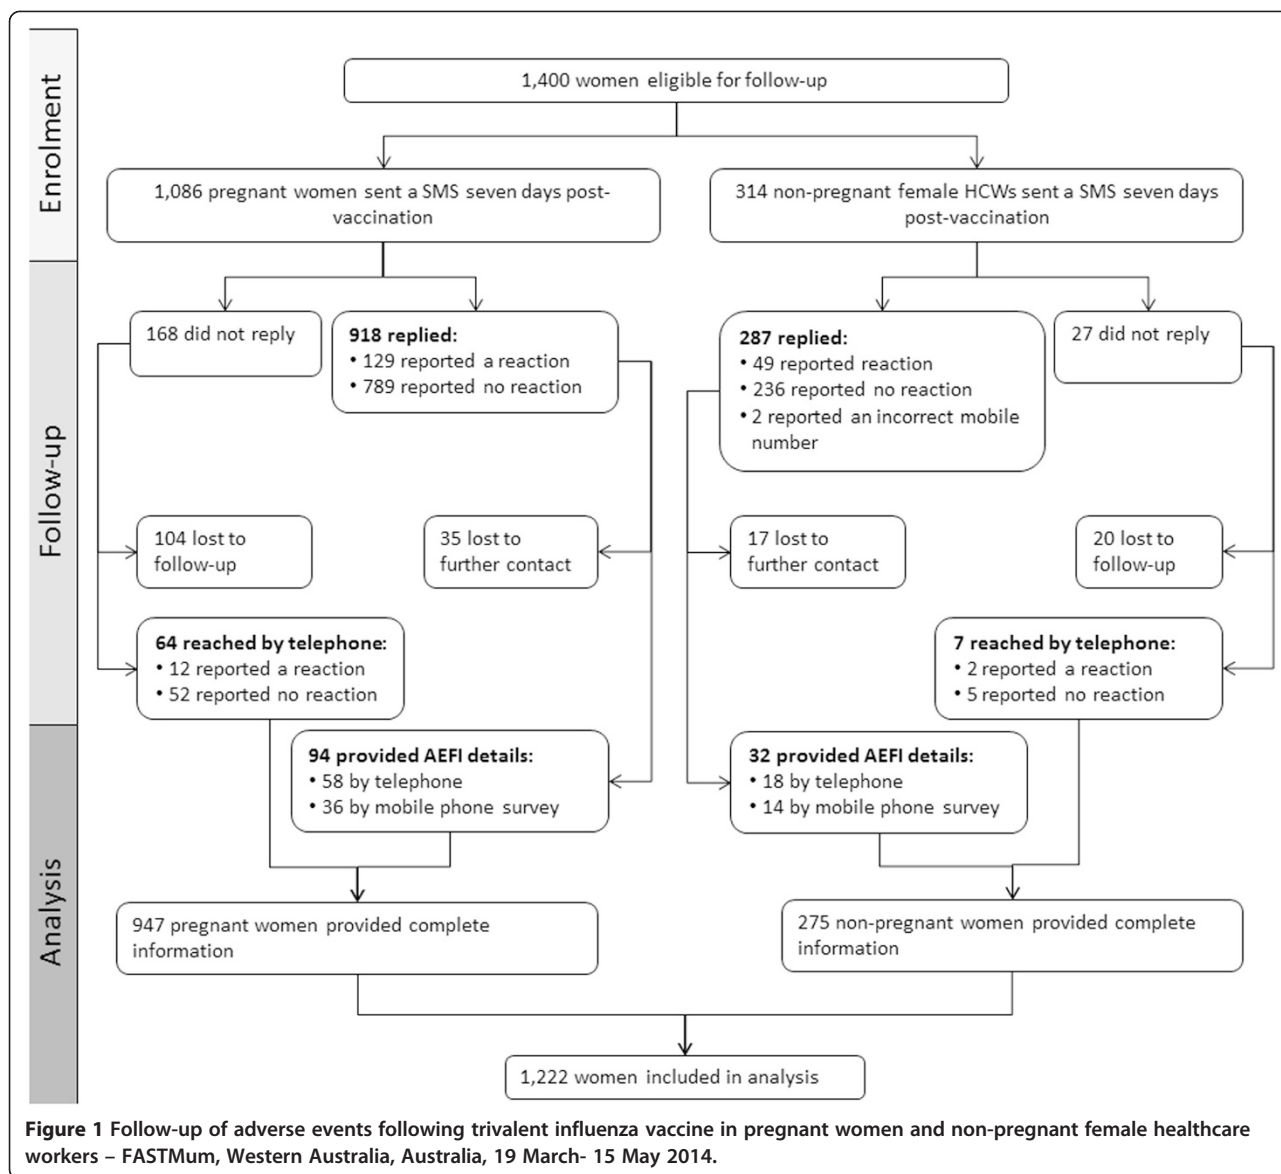 Enrolment
1,400 women eligible for follow-up
1,086 pregnant women sent a SMS seven days post-
vaccination
314 non-pregnant female HCWs sent a SMS seven days
post-vaccination
Follow-up
168 did not reply
918 replied:
• 129 reported a reaction
• 789 reported no reaction
287 replied:
• 49 reported reaction
• 236 reported no reaction
• 2 reported an incorrect mobile
number
27 did not reply
104 lost to
follow-up
35 lost to
further contact
17 lost to
further contact
20 lost to
follow-up
64 reached by telephone:
• 12 reported a reaction
• 52 reported no reaction
7 reached by telephone:
• 2 reported a reaction
• 5 reported no reaction
Analysis
94 provided AEFI details:
• 58 by telephone
• 36 by mobile phone survey
32 provided AEFI details:
• 18 by telephone
• 14 by mobile phone survey
947 pregnant women provided complete
information
275 non-pregnant women provided complete
information
1,222 women included in analysis
Figure 1 Follow-up of adverse events following trivalent influenza vaccine in pregnant women and non-pregnant female healthcare
workers – FASTMum, Western Australia, Australia, 19 March- 15 May 2014.